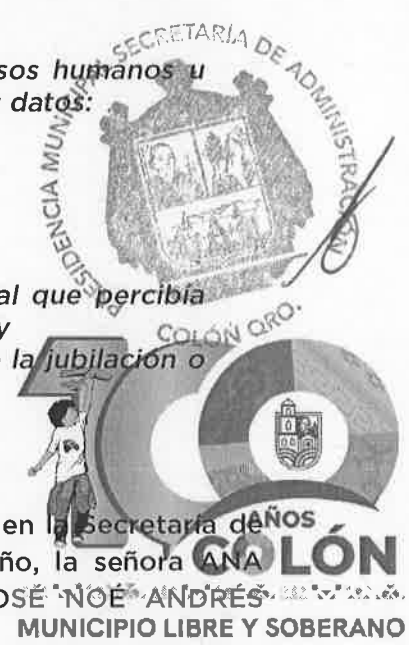 SECRETARÍA DE ADMINISTRACIÓN
PRESIDENCIA MUNICIPAL
COLÓN QRO.
sos humanos u
datos:
al que percibía
y
la jubilación o
100
AÑOS
COLÓN
en la Secretaría de
ño, la señora ANA
OSÉ NOÉ ANDRÉS
MUNICIPIO LIBRE Y SOBERANO